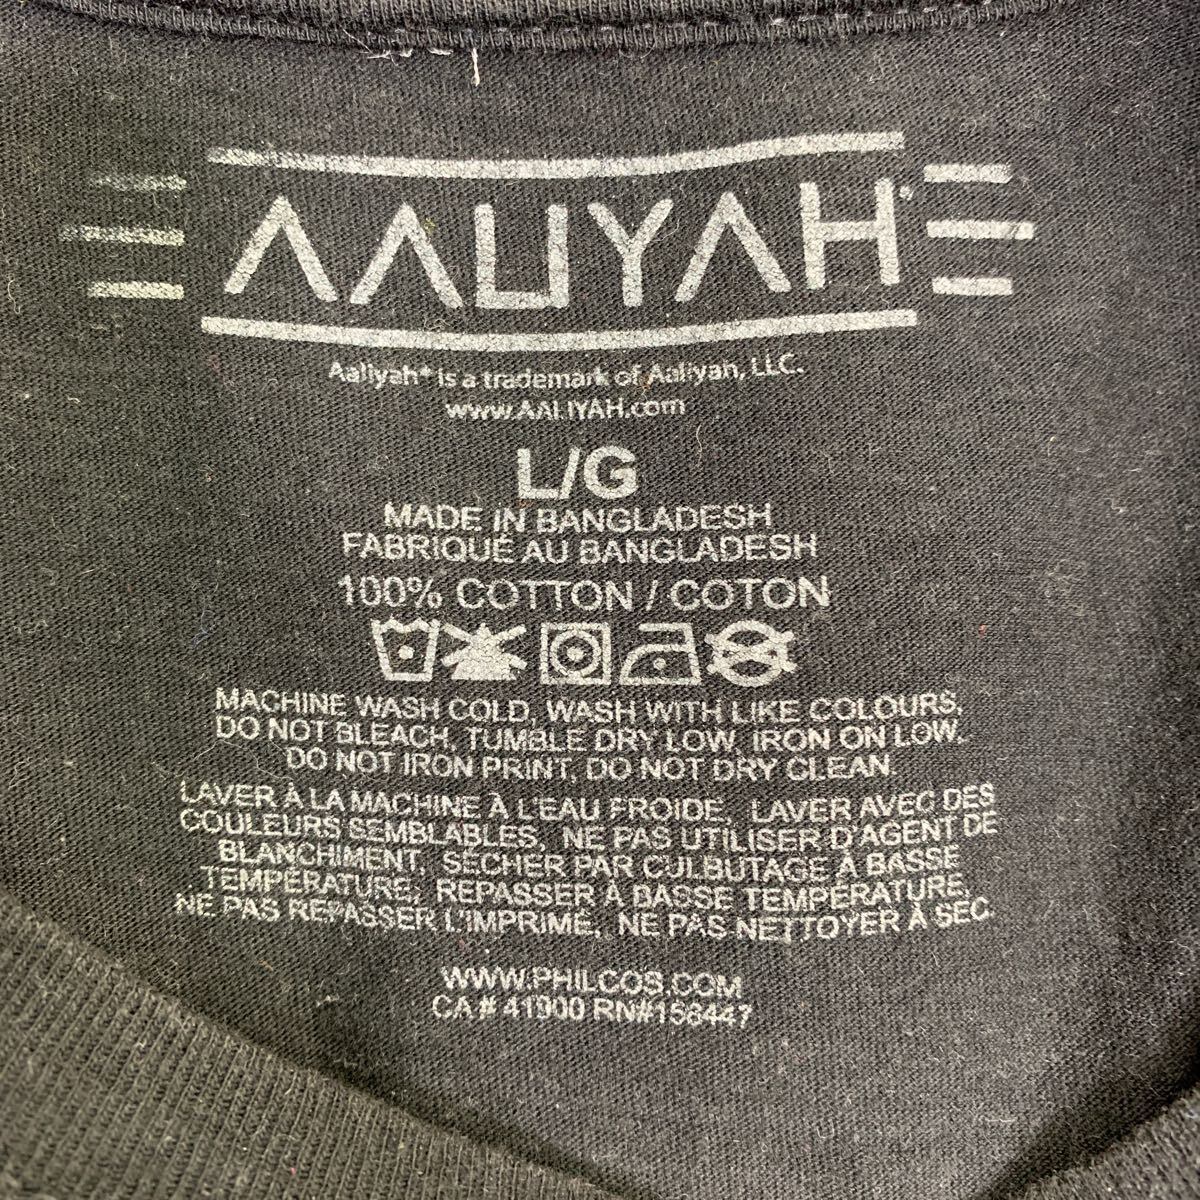 AALIYAH
Aaliyah® is a trademark of Aaliyah, LLC.
www.AALIYAH.com
L/G
MADE IN BANGLADESH
FABRIQUÉ AU BANGLADESH
100% COTTON / COTON
MACHINE WASH COLD, WASH WITH LIKE COLOURS,
DO NOT BLEACH, TUMBLE DRY LOW, IRON ON LOW.
DO NOT IRON PRINT, DO NOT DRY CLEAN.
LAVER À LA MACHINE À L'EAU FROIDE, LAVER AVEC DES
COULEURS SEMBLABLES, NE PAS UTILISER D'AGENT DE
BLANCHIMENT, SÉCHER PAR CULBUTAGE À BASSE
TEMPÉRATURE, REPASSER À BASSE TEMPÉRATURE,
NE PAS REPASSER L'IMPRIMÉ, NE PAS NETTOYER À SEC
WWW.PHILCOS.COM
CA# 41900 RN#158447